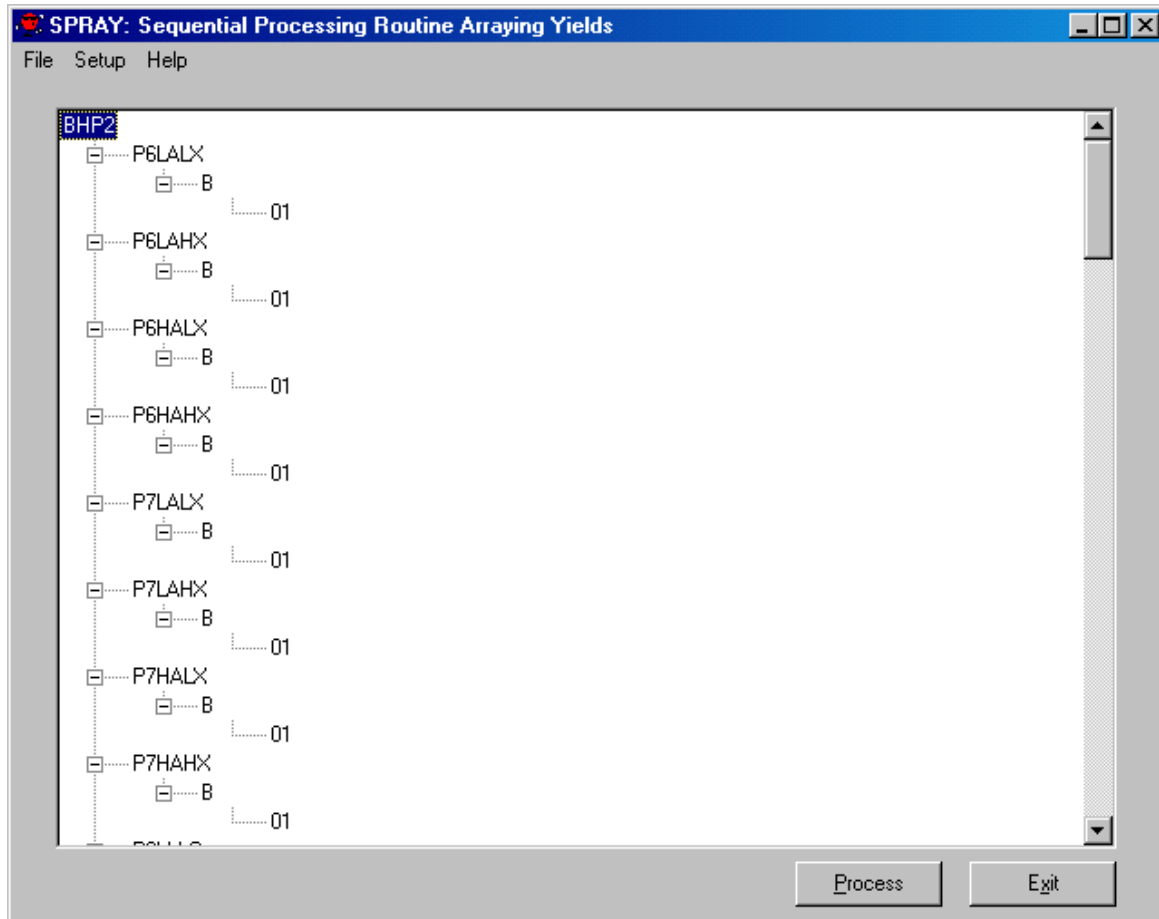 SPRAY: Sequential Processing Routine Arraying Yields
File Setup Help
BHP2
P6LALX
B
01
P6LAHX
B
01
P6HALX
B
01
P6HAHX
B
01
P7LALX
B
01
P7LAHX
B
01
P7HALX
B
01
P7HAHX
B
01
Process Exit